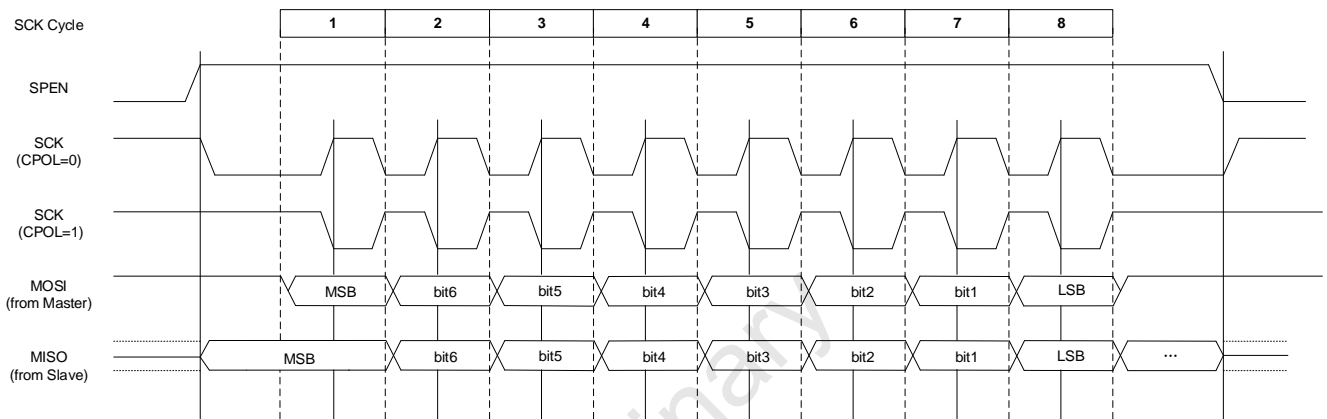 SCK Cycle 1 2 3 4 5 6 7 8
SPEN
SCK
(CPOL=0)
SCK
(CPOL=1)
MOSI
(from Master)
MSB bit6 bit5 bit4 bit3 bit2 bit1 LSB
MISO
(from Slave)
MSB bit6 bit5 bit4 bit3 bit2 bit1 LSB ...
inary